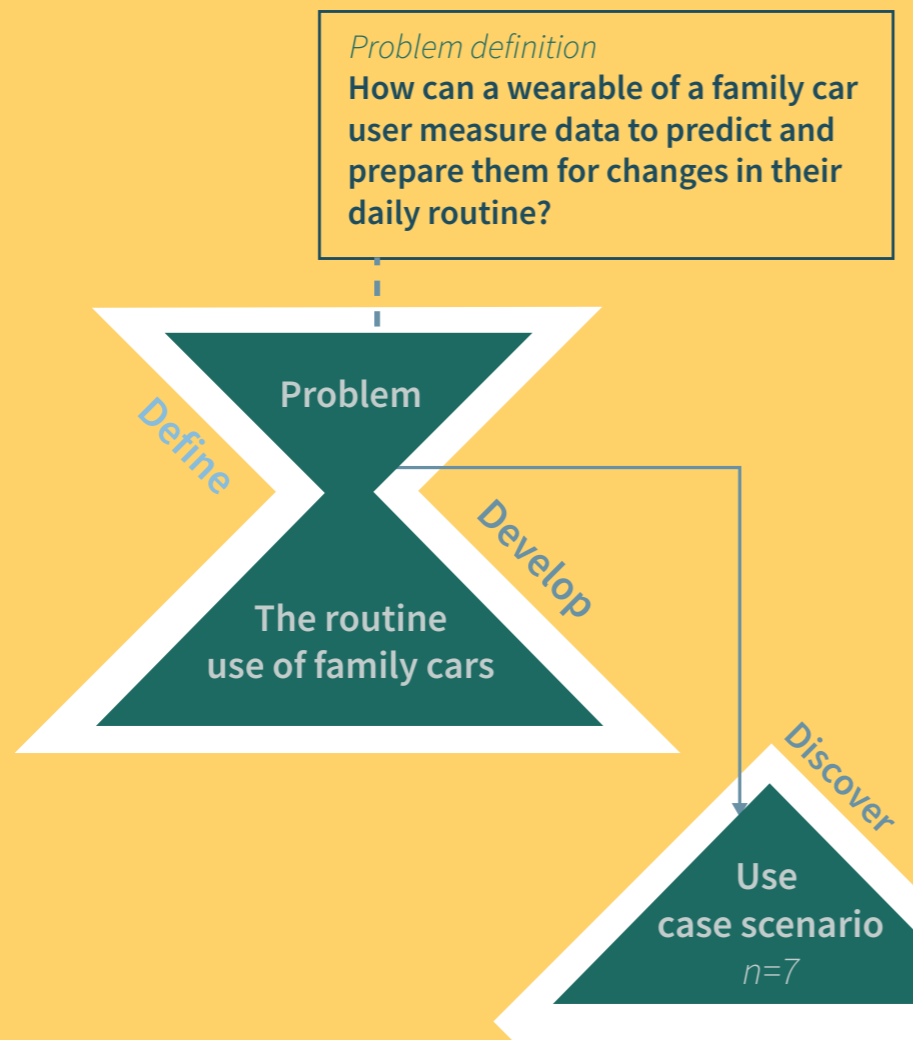 Problem definition
How can a wearable of a family car
user measure data to predict and
prepare them for changes in their
daily routine?
Problem
Define
Develop
The routine
use of family cars
Discover
Use
case scenario
n=7